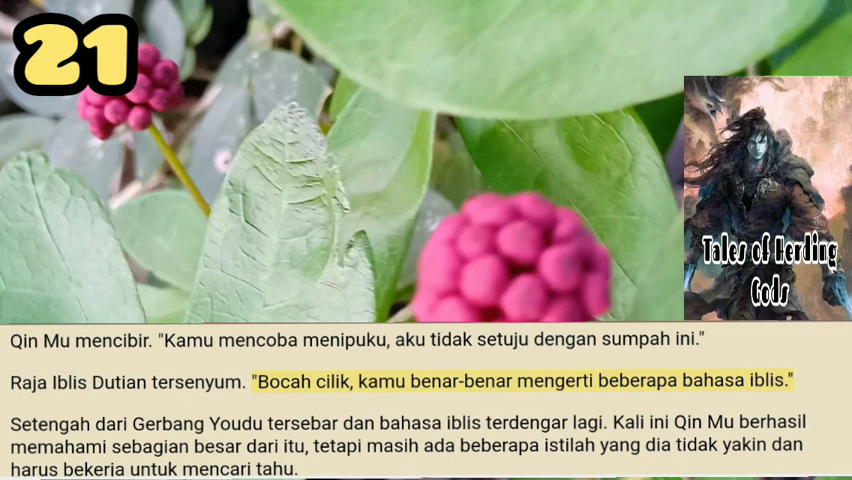 21
Tales of Herding
Gods
Qin Mu mencibir. "Kamu mencoba menipuku, aku tidak setuju dengan sumpah ini."
Raja Iblis Dutian tersenyum. "Bocah cilik, kamu benar-benar mengerti beberapa bahasa iblis."
Setengah dari Gerbang Youdu tersebar dan bahasa iblis terdengar lagi. Kali ini Qin Mu berhasil
memahami sebagian besar dari itu, tetapi masih ada beberapa istilah yang dia tidak yakin dan
harus bekerja untuk mencari tahu.